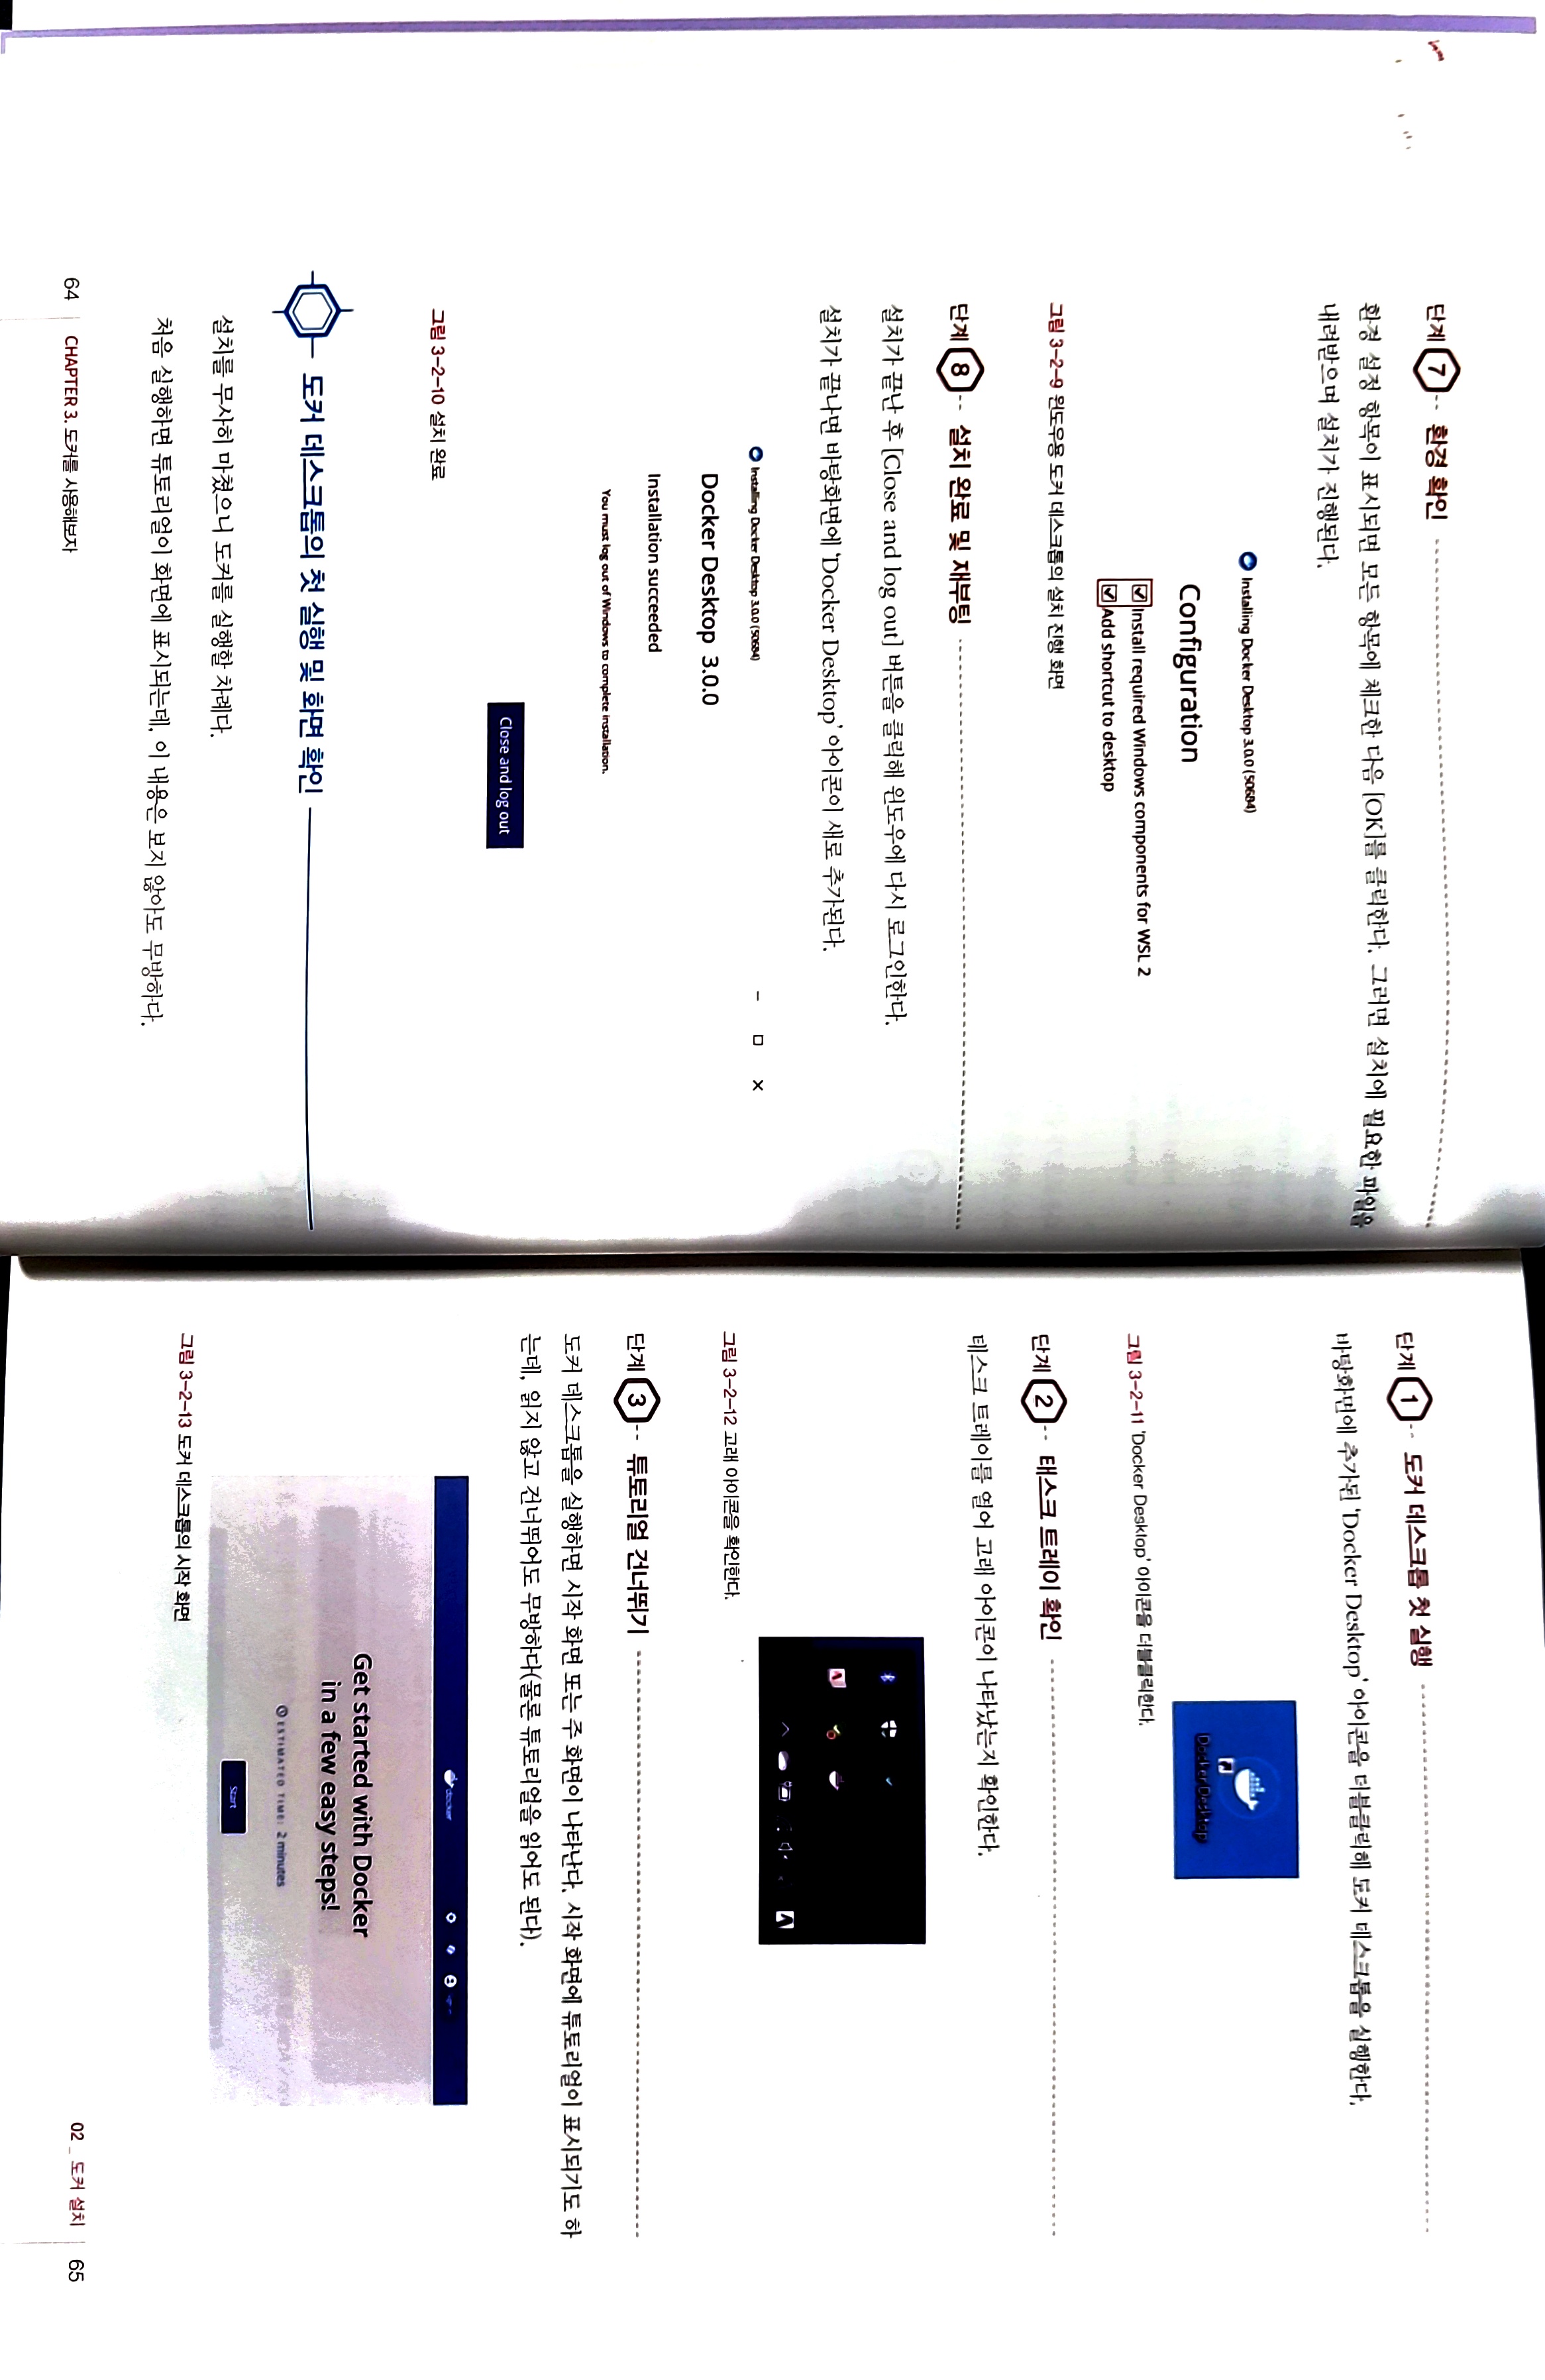 단계 7 환경 확인
환경 설정 항목이 표시되면 모든 항목에 체크한 다음 [OK]를 클릭한다. 그러면 설치에 필요한 파일을
내려받으며 설치가 진행된다.
Installing Docker Desktop 3.0.0 (50684)
Configuration
Install required Windows components for WSL 2
Add shortcut to desktop
그림 3-2-9 윈도우용 도커 데스크톱의 설치 진행 화면
단계 8 설치 완료 및 재부팅
설치가 끝난 후 [Close and log out] 버튼을 클릭해 윈도우에 다시 로그인한다.
설치가 끝나면 바탕화면에 ‘Docker Desktop’ 아이콘이 새로 추가된다.
Installing Docker Desktop 3.0.0 (50684)
Docker Desktop 3.0.0
Installation succeeded
You must log out of Windows to complete installation.
Close and log out
그림 3-2-10 설치 완료
도커 데스크톱의 첫 실행 및 화면 확인
설치를 무사히 마쳤으니 도커를 실행할 차례다.
처음 실행하면 튜토리얼이 화면에 표시되는데, 이 내용은 보지 않아도 무방하다.
64 CHAPTER 3. 도커를 사용해보자
단계 1 도커 데스크톱 첫 실행
바탕화면에 추가된 ‘Docker Desktop’ 아이콘을 더블클릭해 도커 데스크톱을 실행한다.
Docker Desktop
그림 3-2-11 ‘Docker Desktop’ 아이콘을 더블클릭한다.
단계 2 태스크 트레이 확인
태스크 트레이를 열어 고래 아이콘이 나타났는지 확인한다.
그림 3-2-12 고래 아이콘을 확인한다.
단계 3 튜토리얼 건너뛰기
도커 데스크톱을 실행하면 시작 화면 또는 주 화면이 나타난다. 시작 화면에 튜토리얼이 표시되기도 하
는데, 읽지 않고 건너뛰어도 무방하다(물론 튜토리얼을 읽어도 된다).
docker
Get started with Docker
in a few easy steps!
ESTIMATED TIME: 2 minutes
Start
그림 3-2-13 도커 데스크톱의 시작 화면
02 _ 도커 설치 65